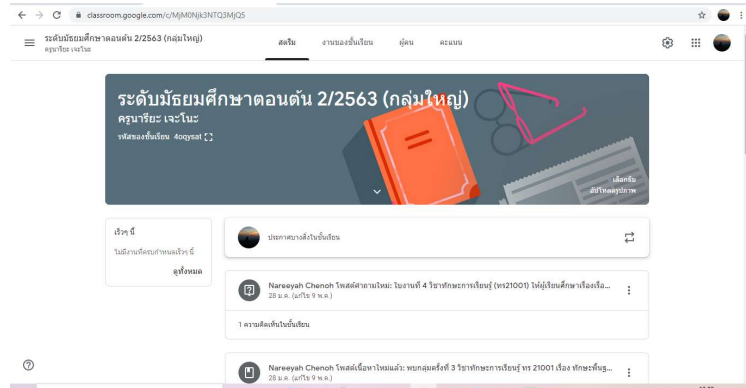 classroom.google.com/c/MjM0Njk3NTQ3MjQ5
ระดับมัธยมศึกษาตอนต้น 2/2563 (กลุ่มใหญ่)
ครูนารียะ เจะโนะ
สตรีม งานของชั้นเรียน ผู้คน คะแนน
ระดับมัธยมศึกษาตอนต้น 2/2563 (กลุ่มใหญ่)
ครูนารียะ เจะโนะ
รหัสของชั้นเรียน 4oqysat
เลือกธีม
อัปโหลดรูปภาพ
เร็วๆ นี้
ไม่มีงานที่ครบกำหนดเร็วๆ นี้
ดูทั้งหมด
ประกาศบางสิ่งในชั้นเรียน
Nareeyah Chenoh โพสต์คำถามใหม่: ใบงานที่ 4 วิชาทักษะการเรียนรู้ (ทร21001) ให้ผู้เรียนศึกษาเรื่องเรื่อ...
28 ม.ค. (แก้ไข 9 พ.ค.)
1 ความคิดเห็นในชั้นเรียน
Nareeyah Chenoh โพสต์เนื้อหาใหม่แล้ว: พบกลุ่มครั้งที่ 3 วิชาทักษะการเรียนรู้ ทร 21001 เรื่อง ทักษะพื้นฐ...
28 ม.ค. (แก้ไข 9 พ.ค.)